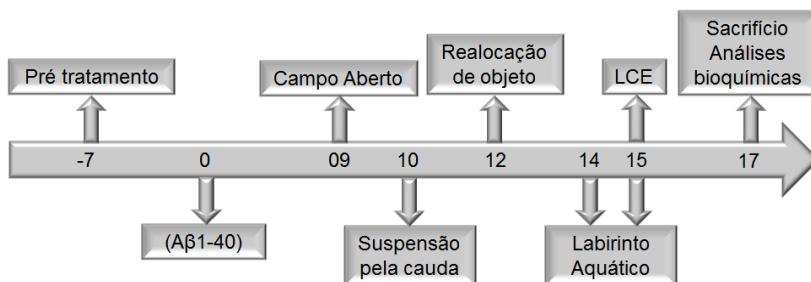 Pré tratamento
Campo Aberto
Realocação
de objeto
LCE
Sacrifício
Análises
bioquímicas
-7
0
09
10
12
14
15
17
(Aβ1-40)
Suspensão
pela cauda
Labirinto
Aquático